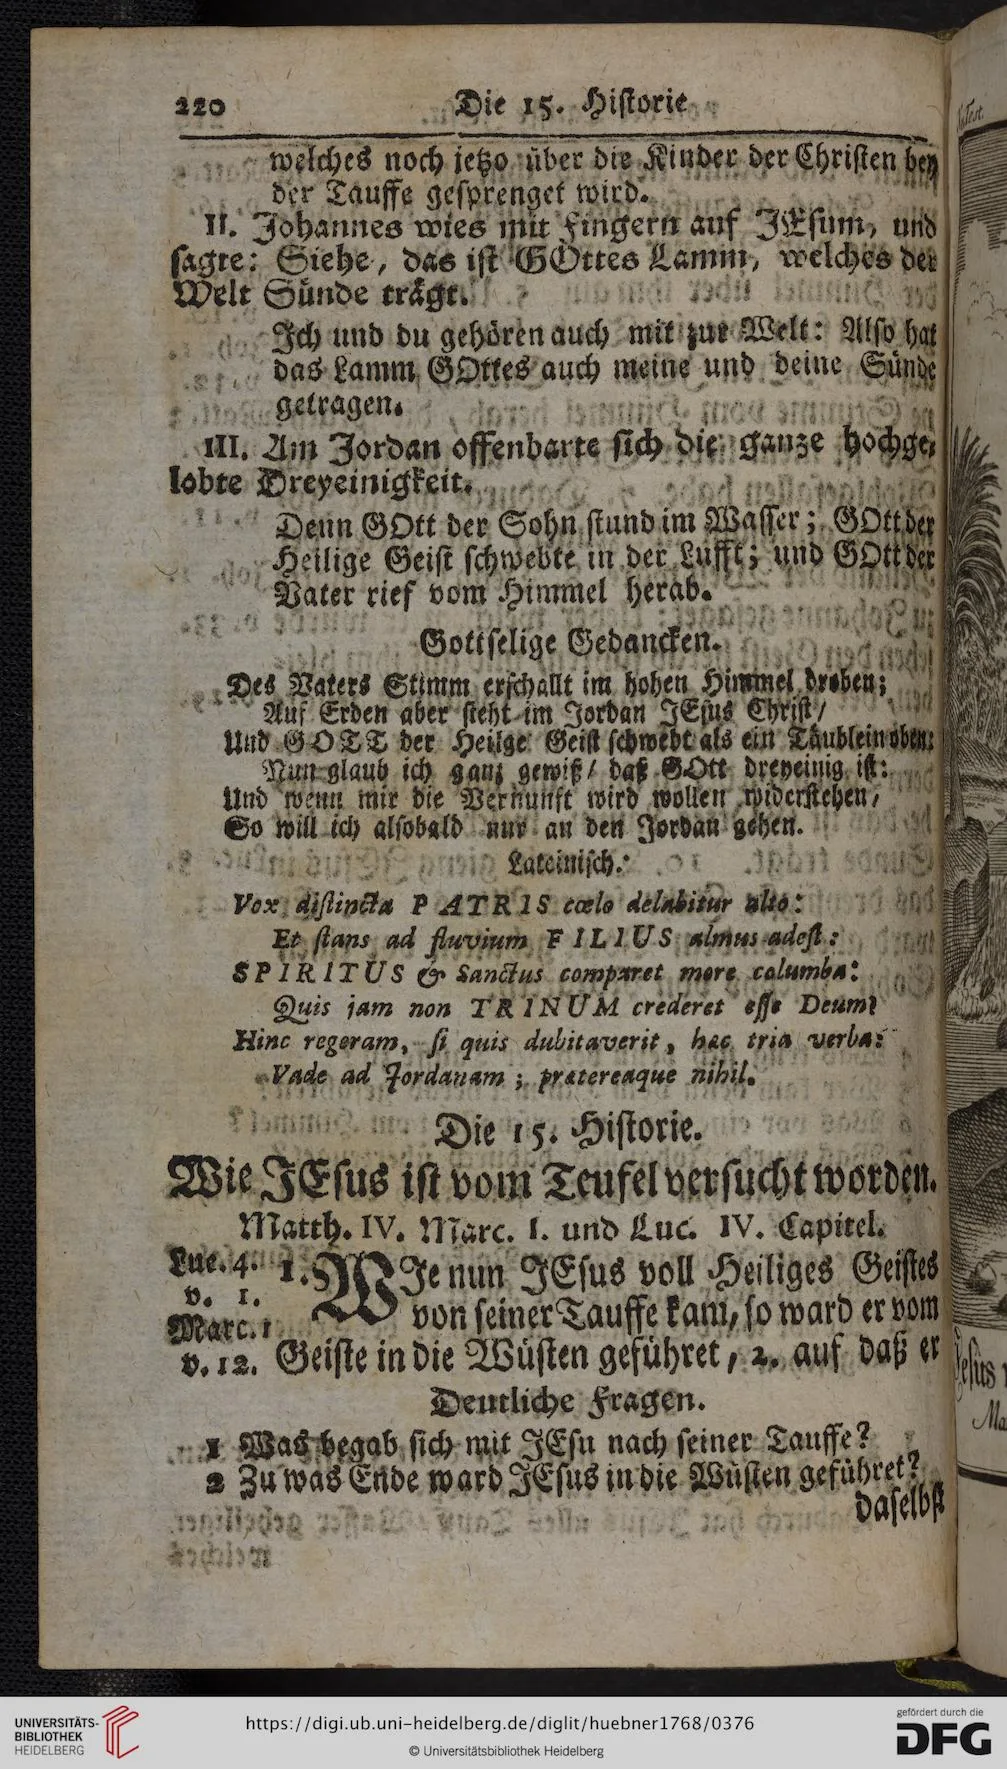 220 Die 15. Historie
welches noch jetzo über die Kinder der Christen bey
der Tauffe gesprenget wird.
II. Johannes wies mit Fingern auf JEsum, und
sagte: Siehe, das ist GOttes Lamm, welches der
Welt Sünde trägt.
Ich und du gehören auch mit zur Welt: Also hat
das Lamm GOttes auch meine und deine Sünde
getragen.
III. Am Jordan offenbarte sich die ganze hochge-
lobte Dreyeinigkeit.
Denn GOtt der Sohn stund im Wasser; GOtt der
Heilige Geist schwebte in der Lufft; und GOtt der
Vater rief vom Himmel herab.
Gottselige Gedancken.
Des Vaters Stimm erschallt im hohen Himmel droben;
Auf Erden aber steht im Jordan JEsus Christ/
Und GOTT der Heilge Geist schwebt als ein Täublein oben:
Nun glaub ich ganz gewiß/ daß GOtt dreyeinig ist:
Und wenn mir die Vernunft wird wollen widerstehen/
So will ich alsobald nur an den Jordan gehen.
Lateinisch:
Vox distincta PATRIS cœlo delabitur alto:
Et stans ad fluvium FILIUS almus adest:
SPIRITUS & Sanctus comparet more columbæ:
Quis jam non TRINUM crederet esse Deum?
Hinc regeram, si quis dubitaverit, hæc tria verba:
Vade ad Jordanam; prætereaque nihil.
Die 15. Historie.
Wie JEsus ist vom Teufel versucht worden.
Matth. IV. Marc. I. und Luc. IV. Capitel.
Luc. 4. 1. WJe nun JEsus voll Heiliges Geistes
v. 1. von seiner Tauffe kam, so ward er vom
Marc. 1
v. 12. Geiste in die Wüsten geführet, 2. auf daß er
Deutliche Fragen.
1 Was begab sich mit JEsu nach seiner Tauffe?
2 Zu was Ende ward JEsus in die Wüsten geführet?
daselbst
UNIVERSITÄTS-
BIBLIOTHEK
HEIDELBERG
https://digi.ub.uni-heidelberg.de/diglit/huebner1768/0376
© Universitätsbibliothek Heidelberg
gefördert durch die
DFG